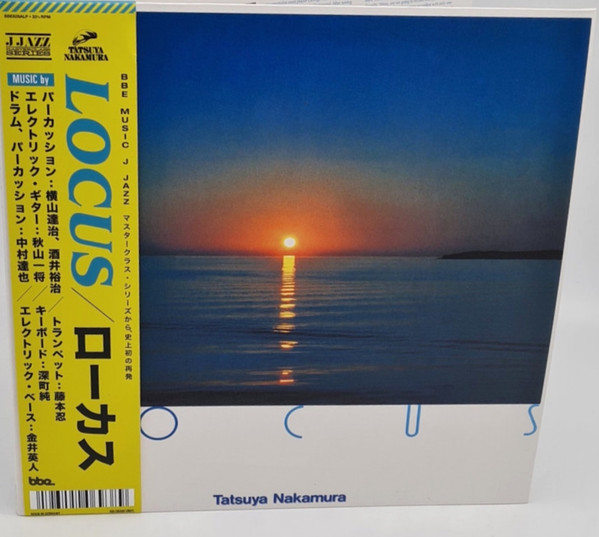 J JAZZ
MASTERCLASS
SERIES
TATSUYA
NAKAMURA
MUSIC by
パーカッション：横山達治、酒井裕治
エレクトリック・ギター：秋山一将
ドラム、パーカッション：中村達也
トランペット：藤本忍
キーボード：深町純
エレクトリック・ベース：金井英人
LOCUS/ローカス
BBE MUSIC J JAZZ マスタークラス・シリーズから、史上初の再発
bbe
O C U S
Tatsuya Nakamura